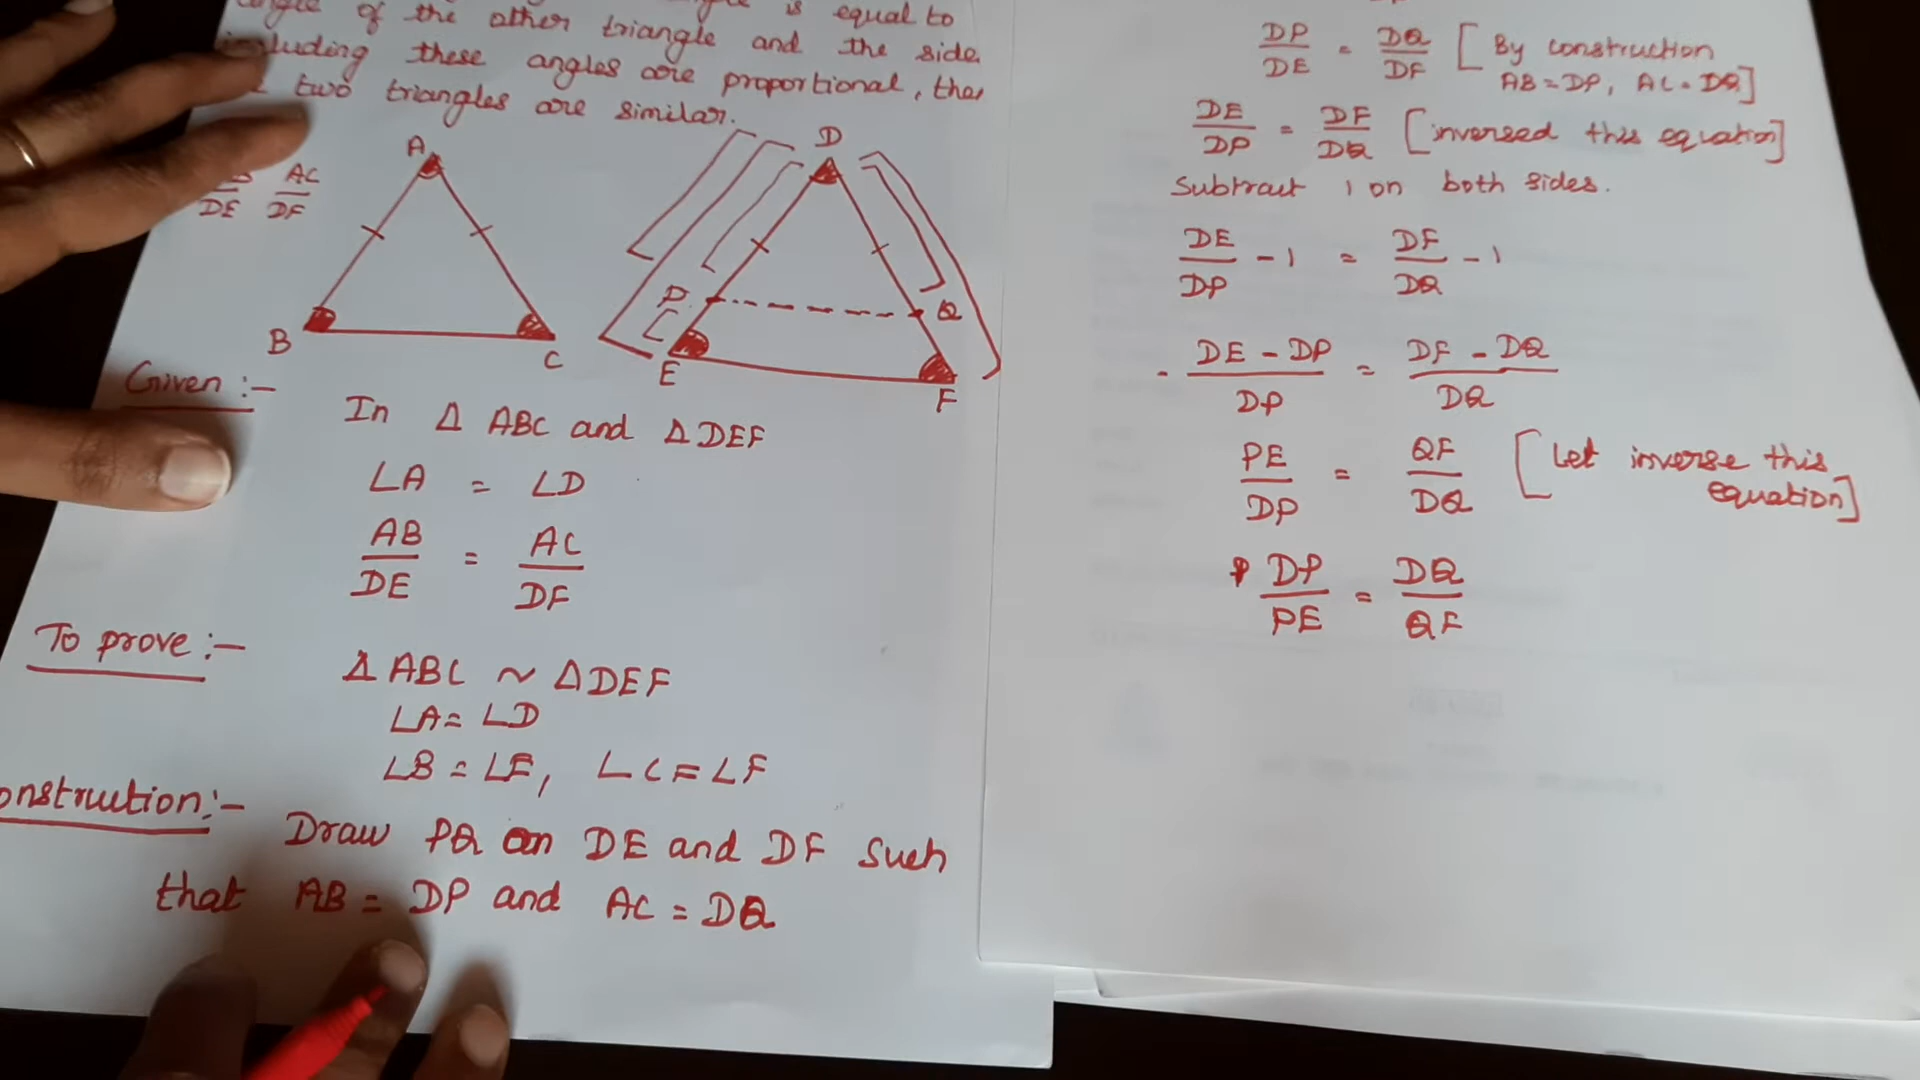 of the other triangle is equal to
including these angles are proportional, the side
two triangles are similar.
AC
DE DF
A
B
C
D
P
Q
E
F
Given :-
In Δ ABC and Δ DEF
∠A = ∠D
AB = AC
DE DF
To prove :-
Δ ABC ~ Δ DEF
∠A = ∠D
∠B = ∠E, ∠C = ∠F
onstruction :-
Draw PQ on DE and DF such
that AB = DP and AC = DQ
DP = DQ [By construction
DE DF AB = DP, AC = DQ]
DE = DF [inversed this equation]
DP DQ
Subtract 1 on both sides.
DE - 1 = DF - 1
DP DQ
DE - DP = DF - DQ
DP DQ
PE = QF [Let inverse this
DP DQ equation]
DP = DQ
PE QF